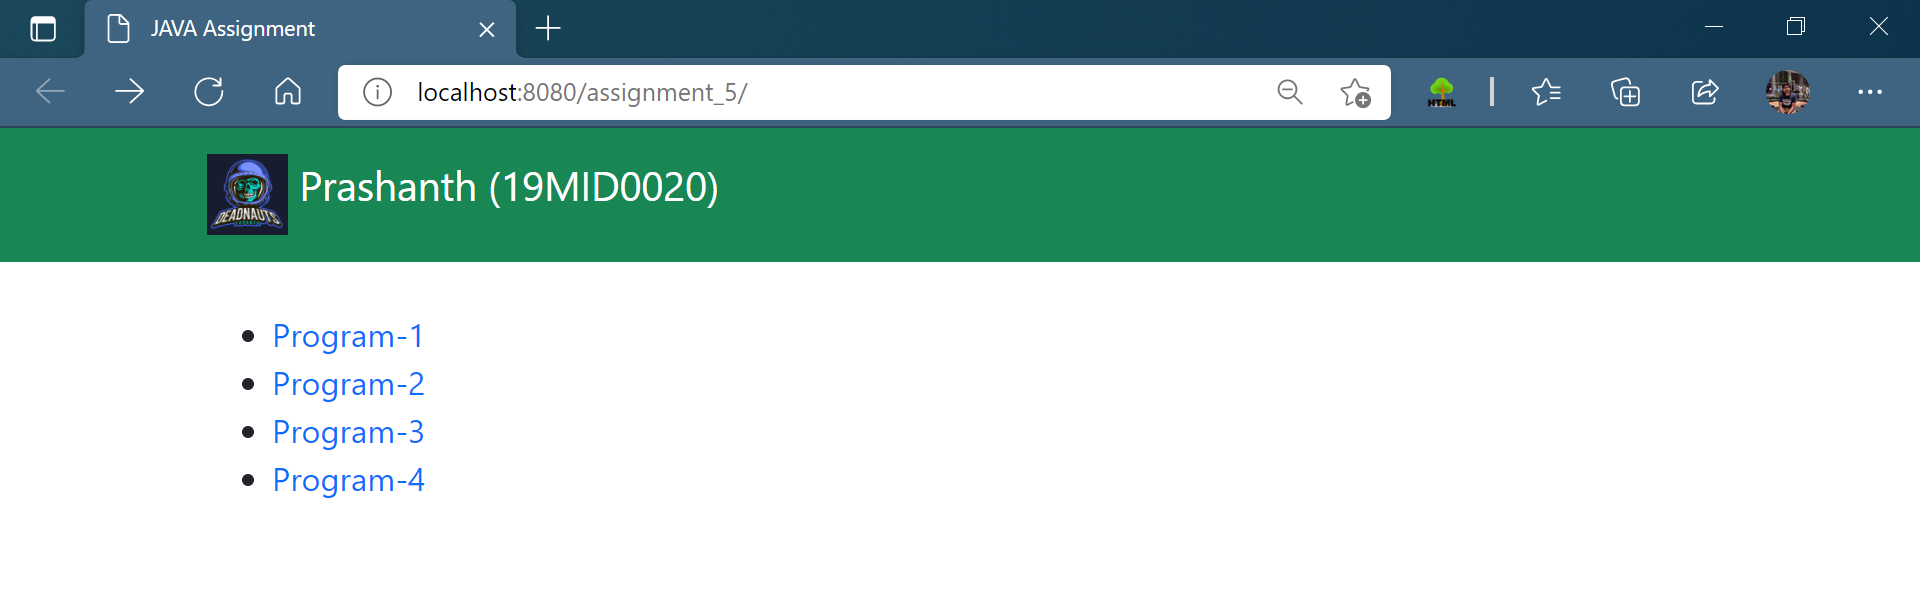 JAVA Assignment
localhost:8080/assignment_5/
HTML
DEADNAUTS
Prashanth (19MID0020)
Program-1
Program-2
Program-3
Program-4